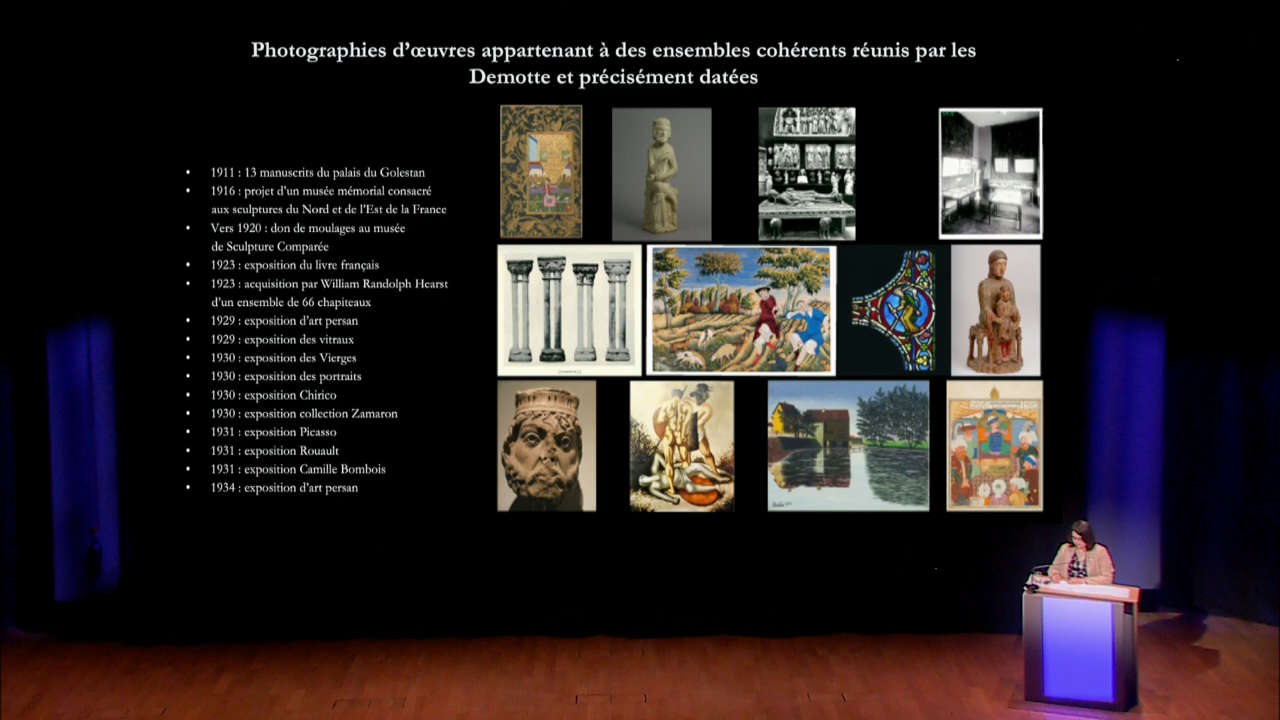 Photographies d'œuvres appartenant à des ensembles cohérents réunis par les
Demotte et précisément datées
• 1911 : 13 manuscrits du palais du Golestan
• 1916 : projet d'un musée mémorial consacré
aux sculptures du Nord et de l'Est de la France
• Vers 1920 : don de moulages au musée
de Sculpture Comparée
• 1923 : exposition du livre français
• 1923 : acquisition par William Randolph Hearst
d'un ensemble de 66 chapiteaux
• 1929 : exposition d'art persan
• 1929 : exposition des vitraux
• 1930 : exposition des Vierges
• 1930 : exposition des portraits
• 1930 : exposition Chirico
• 1930 : exposition collection Zamaron
• 1931 : exposition Picasso
• 1931 : exposition Rouault
• 1931 : exposition Camille Bombois
• 1934 : exposition d'art persan